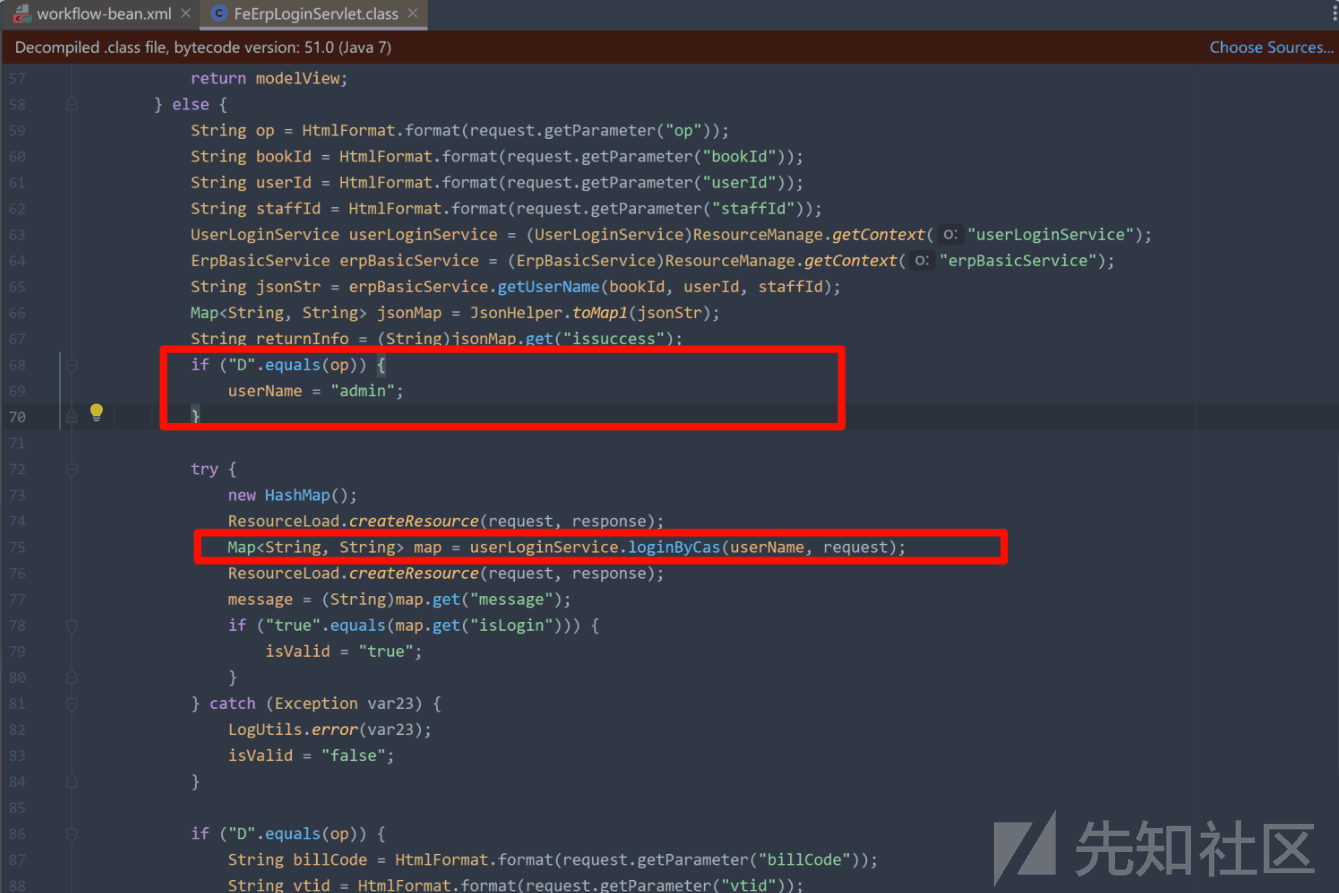 workflow-bean.xml × FeErpLoginServlet.class ×
Decompiled .class file, bytecode version: 51.0 (Java 7) Choose Sources...
57 return modelView;
58 } else {
59 String op = HtmlFormat.format(request.getParameter("op"));
60 String bookId = HtmlFormat.format(request.getParameter("bookId"));
61 String userId = HtmlFormat.format(request.getParameter("userId"));
62 String staffId = HtmlFormat.format(request.getParameter("staffId"));
63 UserLoginService userLoginService = (UserLoginService)ResourceManage.getContext( o: "userLoginService");
64 ErpBasicService erpBasicService = (ErpBasicService)ResourceManage.getContext( o: "erpBasicService");
65 String jsonStr = erpBasicService.getUserName(bookId, userId, staffId);
66 Map<String, String> jsonMap = JsonHelper.toMap1(jsonStr);
67 String returnInfo = (String)jsonMap.get("issuccess");
68 if ("D".equals(op)) {
69 userName = "admin";
70 }
71
72 try {
73 new HashMap();
74 ResourceLoad.createResource(request, response);
75 Map<String, String> map = userLoginService.loginByCas(userName, request);
76 ResourceLoad.createResource(request, response);
77 message = (String)map.get("message");
78 if ("true".equals(map.get("isLogin"))) {
79 isValid = "true";
80 }
81 } catch (Exception var23) {
82 LogUtils.error(var23);
83 isValid = "false";
84 }
85
86 if ("D".equals(op)) {
87 String billCode = HtmlFormat.format(request.getParameter("billCode"));
88 String vtid = HtmlFormat.format(request.getParameter("vtid"));
先知社区